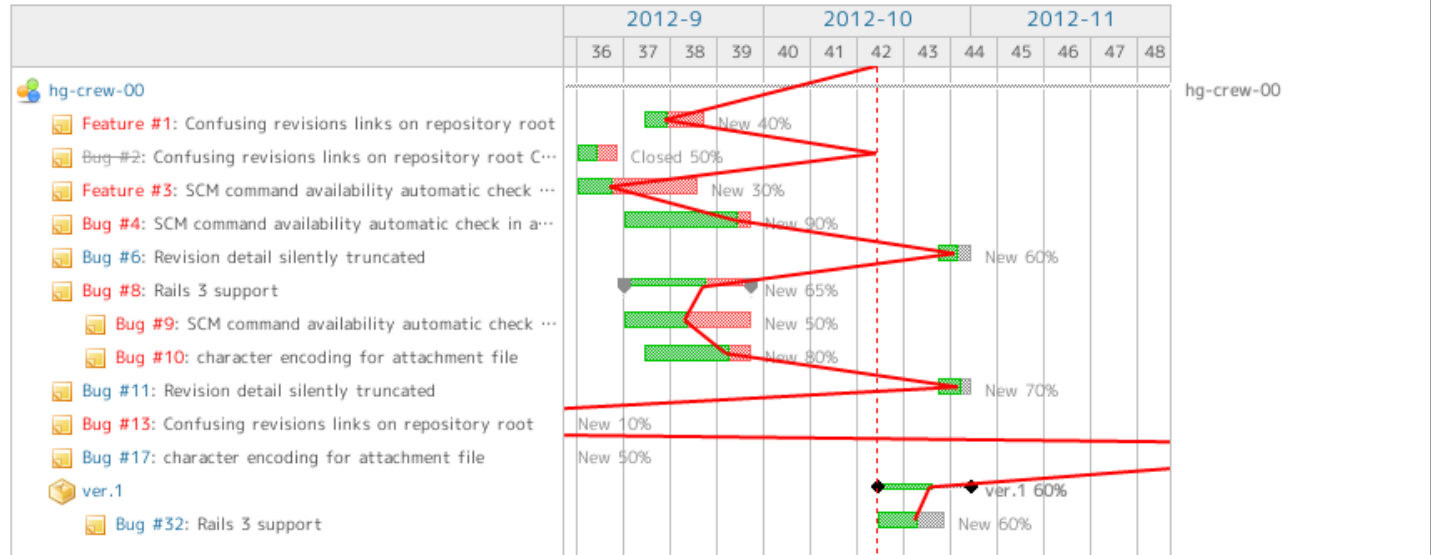 2012-9 2012-10 2012-11
36 37 38 39 40 41 42 43 44 45 46 47 48
hg-crew-00 hg-crew-00
Feature #1: Confusing revisions links on repository root New 40%
Bug #2: Confusing revisions links on repository root C… Closed 50%
Feature #3: SCM command availability automatic check … New 30%
Bug #4: SCM command availability automatic check in a… New 90%
Bug #6: Revision detail silently truncated New 60%
Bug #8: Rails 3 support New 65%
Bug #9: SCM command availability automatic check … New 50%
Bug #10: character encoding for attachment file New 80%
Bug #11: Revision detail silently truncated New 70%
Bug #13: Confusing revisions links on repository root New 10%
Bug #17: character encoding for attachment file New 50%
ver.1 ver.1 60%
Bug #32: Rails 3 support New 60%